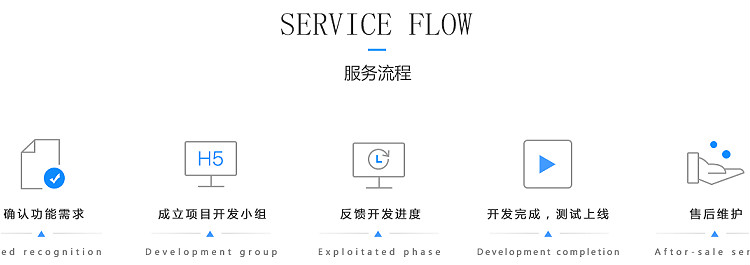 SERVICE FLOW
服务流程
H5
确认功能需求
成立项目开发小组
反馈开发进度
开发完成，测试上线
售后维护
ed recognition
Development group
Exploitated phase
Development completion
Aftor-sale ser